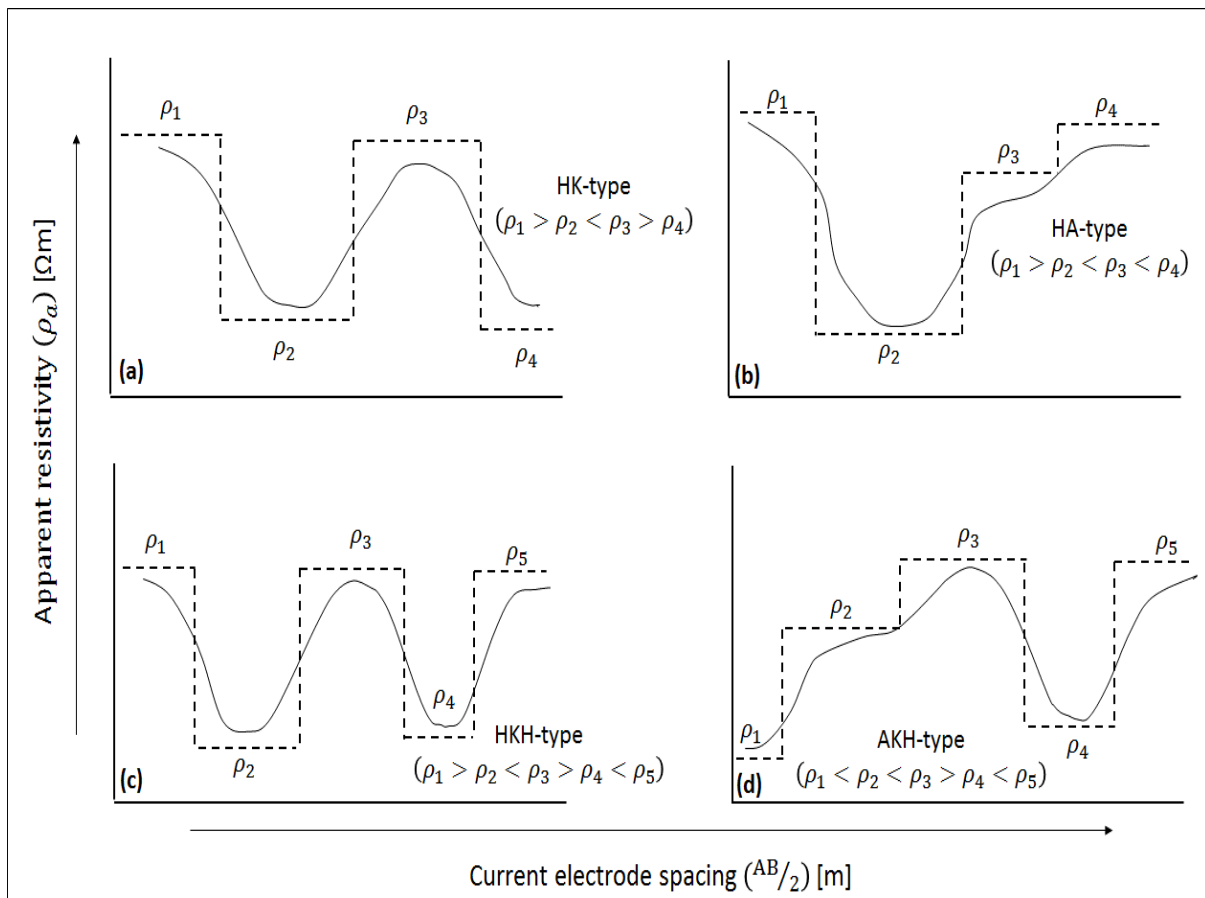 Apparent resistivity (ρₐ) [Ωm]
ρ₁
ρ₃
HK-type
(ρ₁ > ρ₂ < ρ₃ > ρ₄)
ρ₂
ρ₄
(a)
ρ₁
ρ₄
ρ₃
HA-type
(ρ₁ > ρ₂ < ρ₃ < ρ₄)
ρ₂
(b)
ρ₁
ρ₃
ρ₅
ρ₄
HKH-type
(ρ₁ > ρ₂ < ρ₃ > ρ₄ < ρ₅)
ρ₂
(c)
ρ₃
ρ₅
ρ₂
ρ₁
AKH-type
ρ₄
(ρ₁ < ρ₂ < ρ₃ > ρ₄ < ρ₅)
(d)
Current electrode spacing (AB/2) [m]